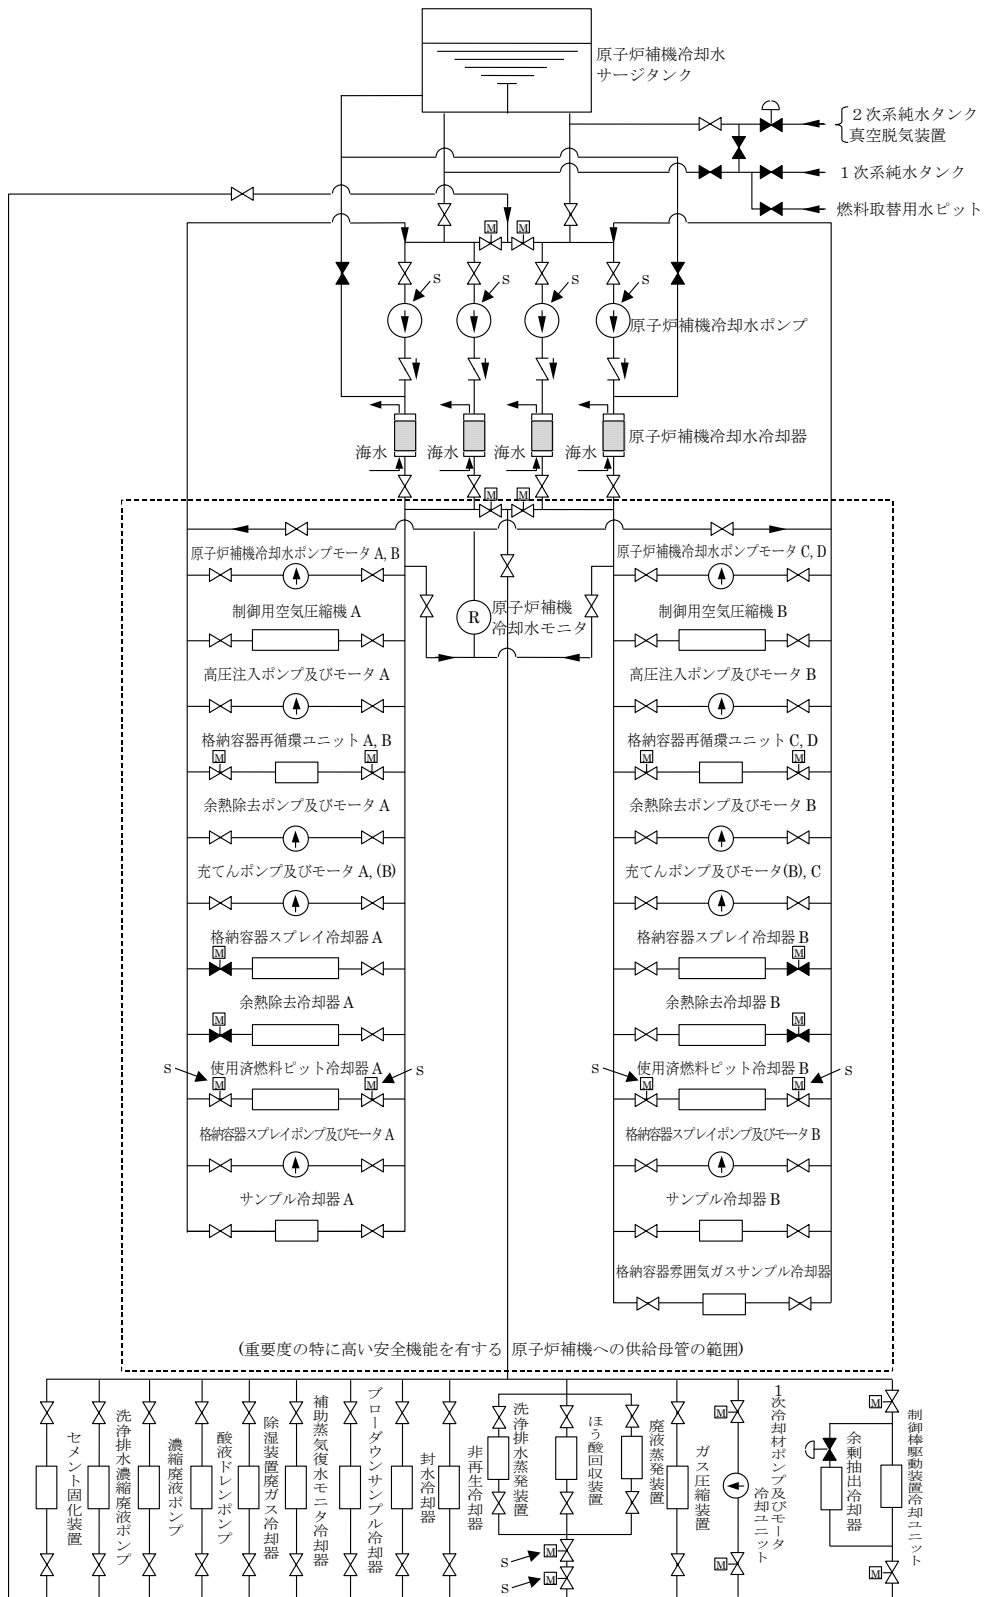 原子炉補機冷却水
サージタンク
2次系純水タンク
真空脱気装置
1次系純水タンク
燃料取替用水ピット
M
M
S
S
S
S
原子炉補機冷却水ポンプ
原子炉補機冷却水冷却器
海水
海水
海水
海水
M
M
原子炉補機冷却水ポンプモータ A, B
原子炉補機冷却水ポンプモータ C, D
制御用空気圧縮機 A
R
原子炉補機
冷却水モニタ
制御用空気圧縮機 B
高圧注入ポンプ及びモータ A
高圧注入ポンプ及びモータ B
格納容器再循環ユニット A, B
M
M
格納容器再循環ユニット C, D
M
M
余熱除去ポンプ及びモータ A
余熱除去ポンプ及びモータ B
充てんポンプ及びモータ A, (B)
充てんポンプ及びモータ(B), C
格納容器スプレイ冷却器 A
M
格納容器スプレイ冷却器 B
M
余熱除去冷却器 A
M
余熱除去冷却器 B
M
使用済燃料ピット冷却器 A
S
M
M
S
使用済燃料ピット冷却器 B
S
M
M
S
格納容器スプレイポンプ及びモータ A
格納容器スプレイポンプ及びモータ B
サンプル冷却器 A
サンプル冷却器 B
格納容器雰囲気ガスサンプル冷却器
(重要度の特に高い安全機能を有する 原子炉補機への供給母管の範囲)
セメント固化装置
洗浄排水濃縮廃液ポンプ
濃縮廃液ポンプ
酸液ドレンポンプ
除湿装置廃ガス冷却器
補助蒸気復水モニタ冷却器
ブローダウンサンプル冷却器
封水冷却器
非再生冷却器
洗浄排水蒸発装置
ほう酸回収装置
廃液蒸発装置
ガス圧縮装置
1次冷却材ポンプ及びモータ
冷却ユニット
余剰抽出冷却器
制御棒駆動装置冷却ユニット
M
M
M
M
S
M
S
M